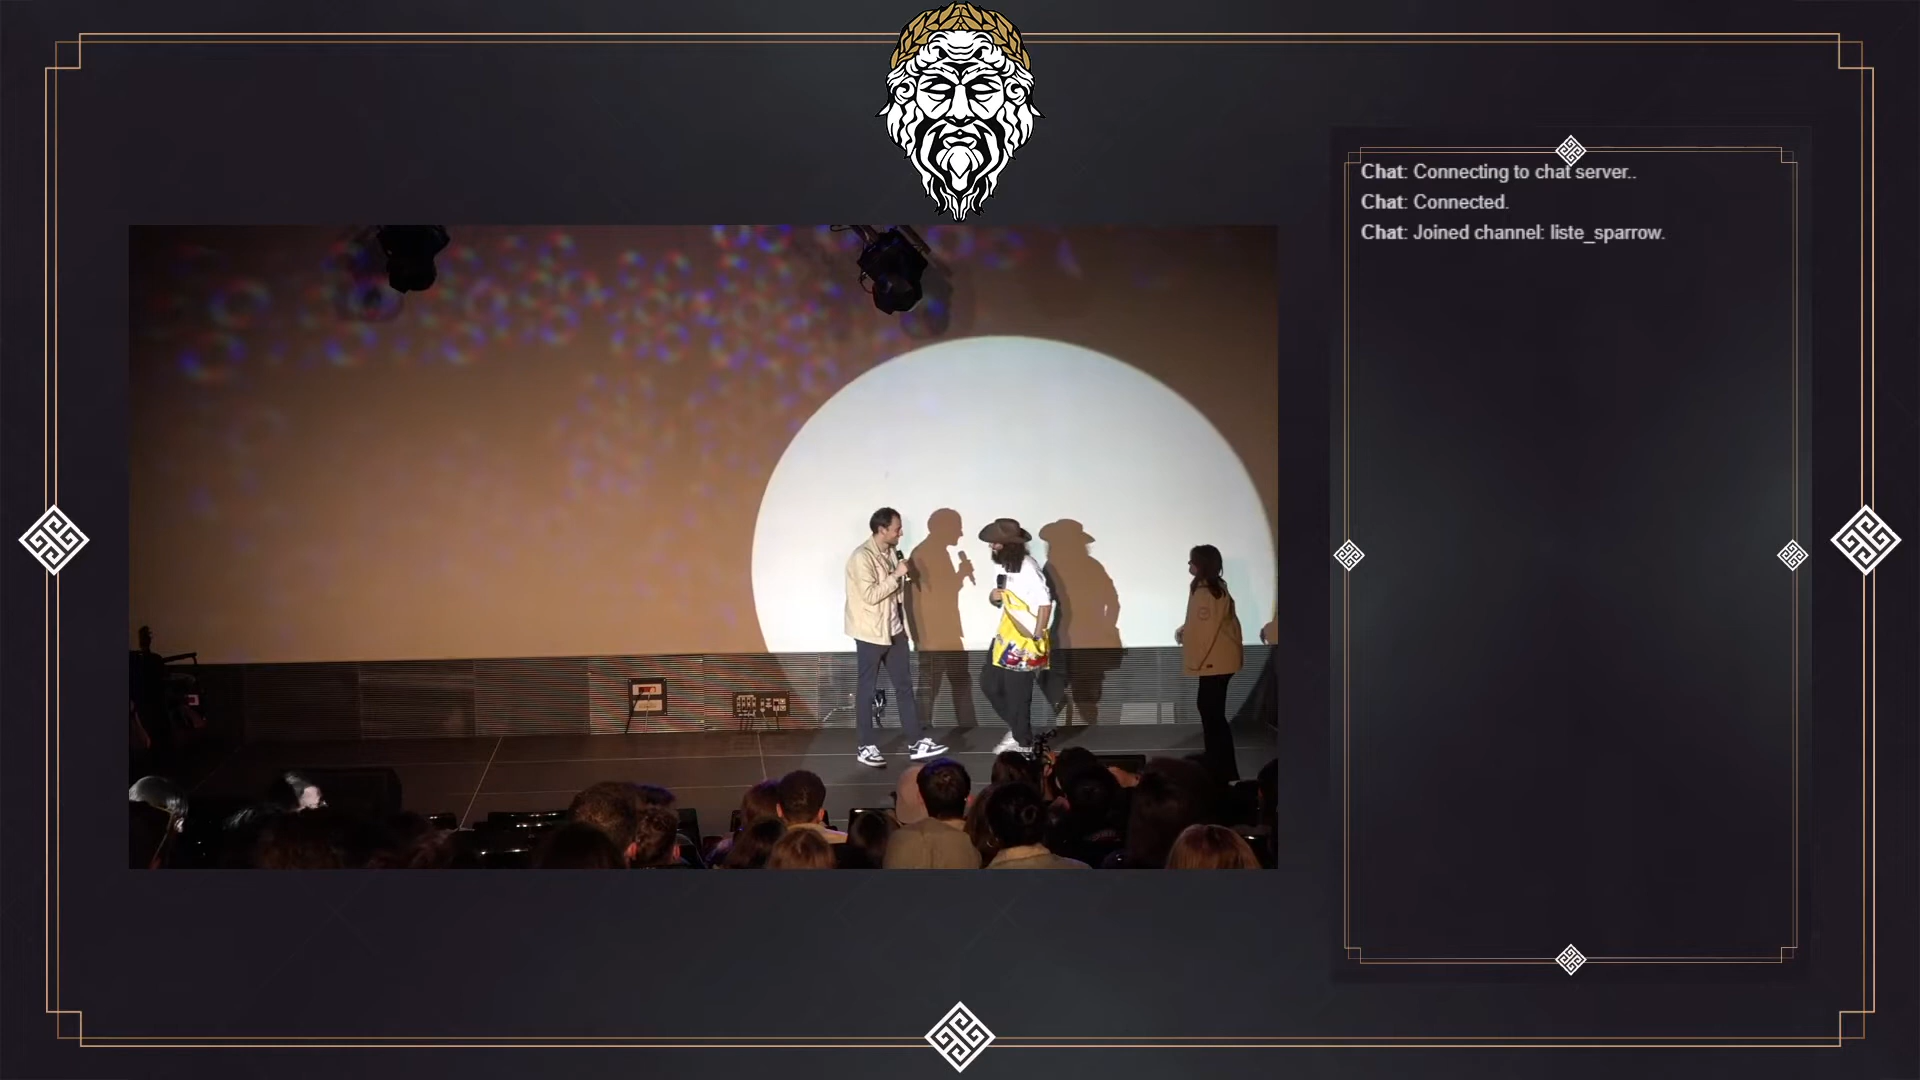 Chat: Connecting to chat server..
Chat: Connected.
Chat: Joined channel: liste_sparrow.